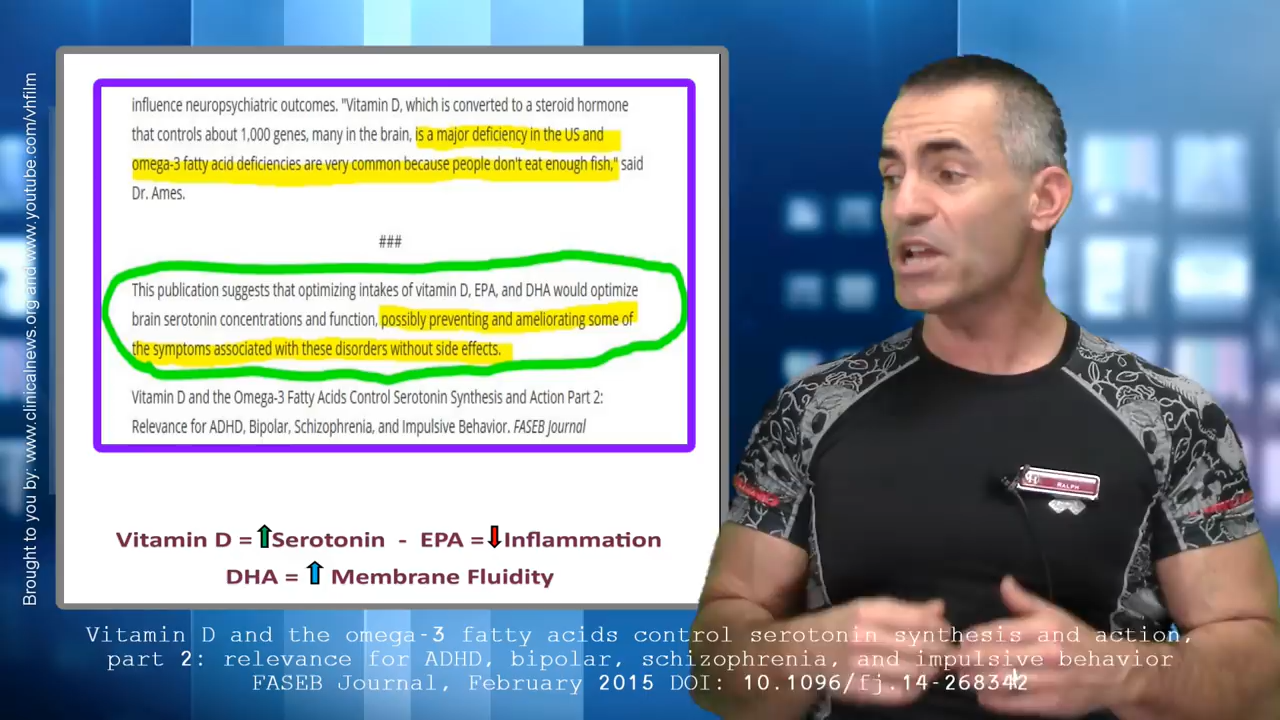 Brought to you by: www.clinicalnews.org and www.youtube.com/vhfilm
influence neuropsychiatric outcomes. "Vitamin D, which is converted to a steroid hormone
that controls about 1,000 genes, many in the brain, is a major deficiency in the US and
omega-3 fatty acid deficiencies are very common because people don't eat enough fish," said
Dr. Ames.
###
This publication suggests that optimizing intakes of vitamin D, EPA, and DHA would optimize
brain serotonin concentrations and function, possibly preventing and ameliorating some of
the symptoms associated with these disorders without side effects.
Vitamin D and the Omega-3 Fatty Acids Control Serotonin Synthesis and Action Part 2:
Relevance for ADHD, Bipolar, Schizophrenia, and Impulsive Behavior. FASEB Journal
Vitamin D = Serotonin - EPA = Inflammation
DHA = Membrane Fluidity
RALPH
Vitamin D and the omega-3 fatty acids control serotonin synthesis and action,
part 2: relevance for ADHD, bipolar, schizophrenia, and impulsive behavior
FASEB Journal, February 2015 DOI: 10.1096/fj.14-268342